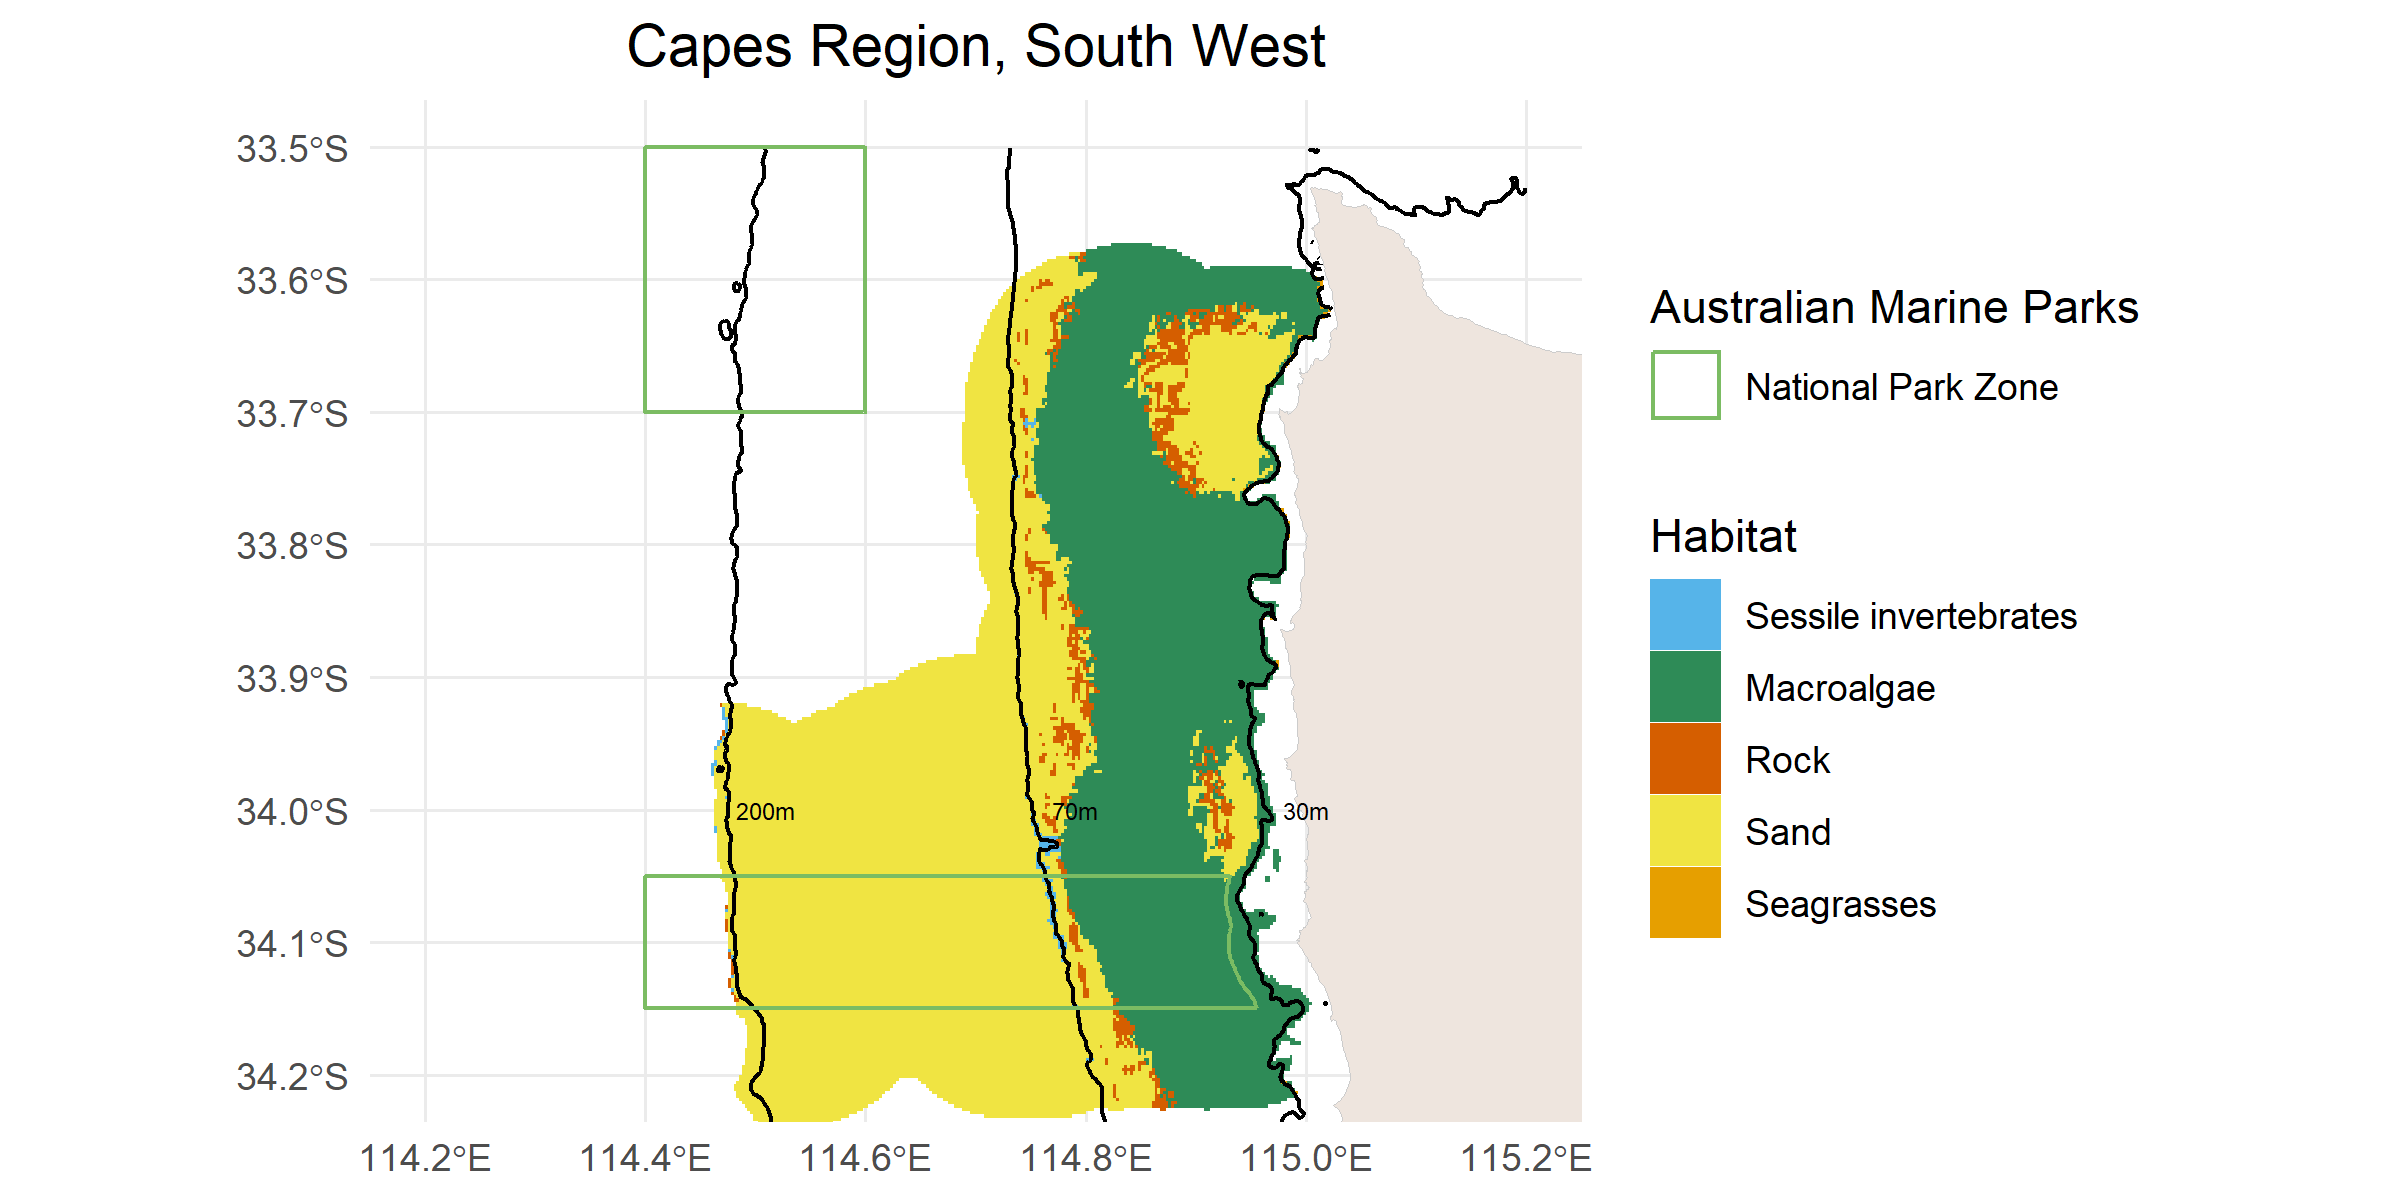 Capes Region, South West
33.5°S
33.6°S
33.7°S
33.8°S
33.9°S
34.0°S
34.1°S
34.2°S
200m
70m
30m
114.2°E
114.4°E
114.6°E
114.8°E
115.0°E
115.2°E
Australian Marine Parks
National Park Zone
Habitat
Sessile invertebrates
Macroalgae
Rock
Sand
Seagrasses